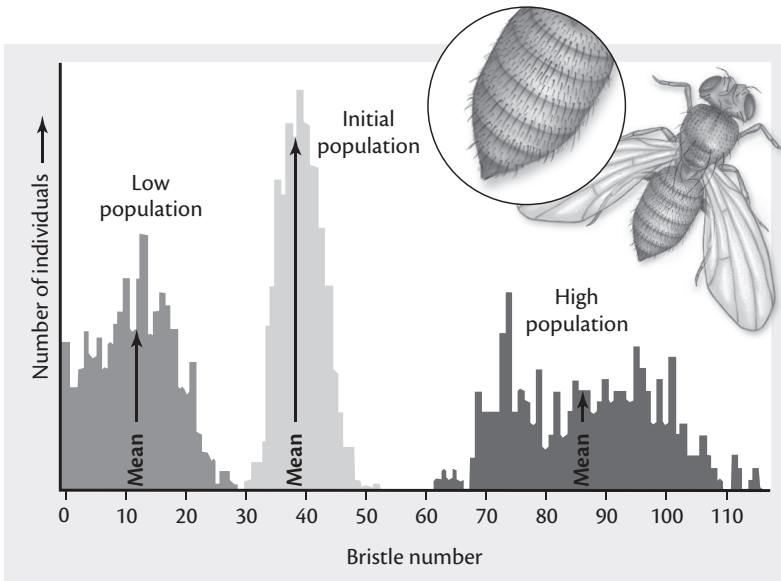 Number of individuals
Low
population
Initial
population
High
population
Mean
Mean
Mean
0 10 20 30 40 50 60 70 80 90 100 110
Bristle number